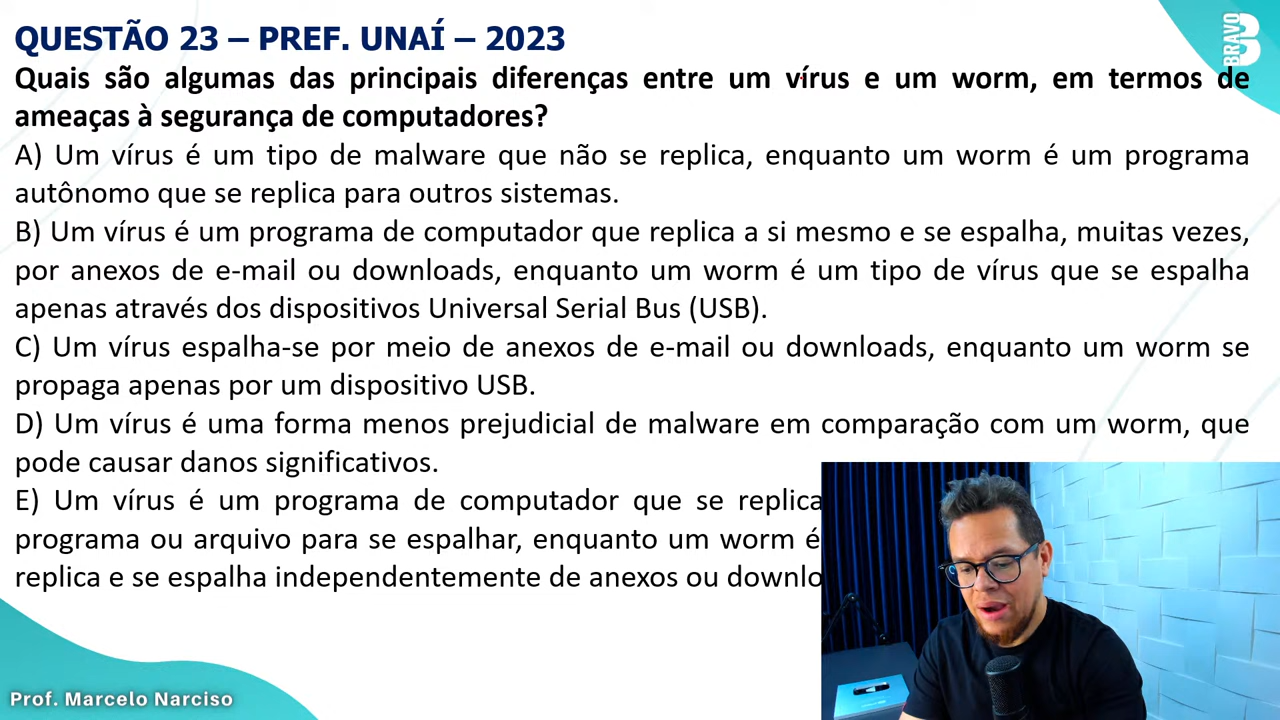 QUESTÃO 23 – PREF. UNAÍ – 2023
BRAVO
Quais são algumas das principais diferenças entre um vírus e um worm, em termos de
ameaças à segurança de computadores?
A) Um vírus é um tipo de malware que não se replica, enquanto um worm é um programa
autônomo que se replica para outros sistemas.
B) Um vírus é um programa de computador que replica a si mesmo e se espalha, muitas vezes,
por anexos de e-mail ou downloads, enquanto um worm é um tipo de vírus que se espalha
apenas através dos dispositivos Universal Serial Bus (USB).
C) Um vírus espalha-se por meio de anexos de e-mail ou downloads, enquanto um worm se
propaga apenas por um dispositivo USB.
D) Um vírus é uma forma menos prejudicial de malware em comparação com um worm, que
pode causar danos significativos.
E) Um vírus é um programa de computador que se replica
programa ou arquivo para se espalhar, enquanto um worm é
replica e se espalha independentemente de anexos ou downlo
Prof. Marcelo Narciso